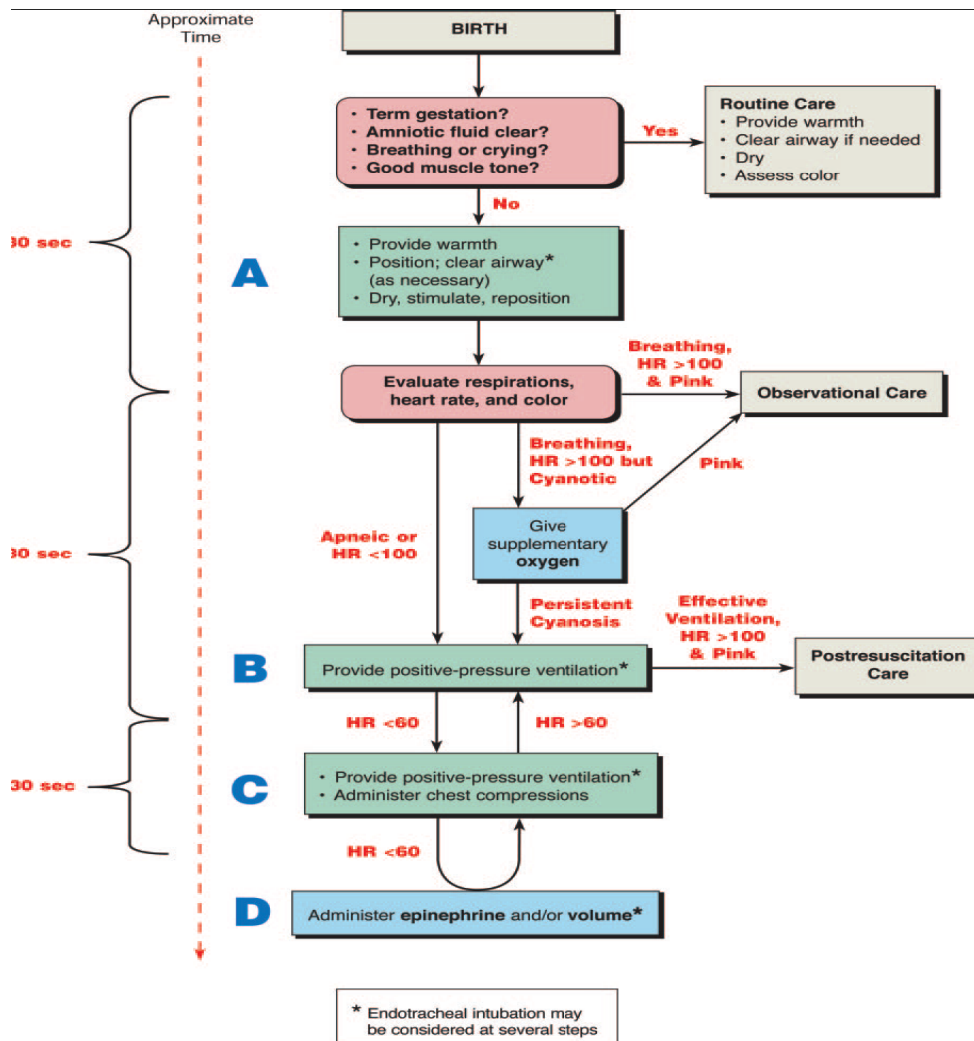 Approximate
Time
BIRTH
• Term gestation?
• Amniotic fluid clear?
• Breathing or crying?
• Good muscle tone?
Yes
Routine Care
• Provide warmth
• Clear airway if needed
• Dry
• Assess color
No
30 sec
A
• Provide warmth
• Position; clear airway*
(as necessary)
• Dry, stimulate, reposition
Evaluate respirations,
heart rate, and color
Breathing,
HR >100
& Pink
Observational Care
Breathing,
HR >100 but
Cyanotic
Pink
Give
supplementary
oxygen
Apneic or
HR <100
30 sec
Persistent
Cyanosis
Effective
Ventilation,
HR >100
& Pink
B
Provide positive-pressure ventilation*
Postresuscitation
Care
HR <60
HR >60
30 sec
C
• Provide positive-pressure ventilation*
• Administer chest compressions
HR <60
D
Administer epinephrine and/or volume*
* Endotracheal intubation may
be considered at several steps